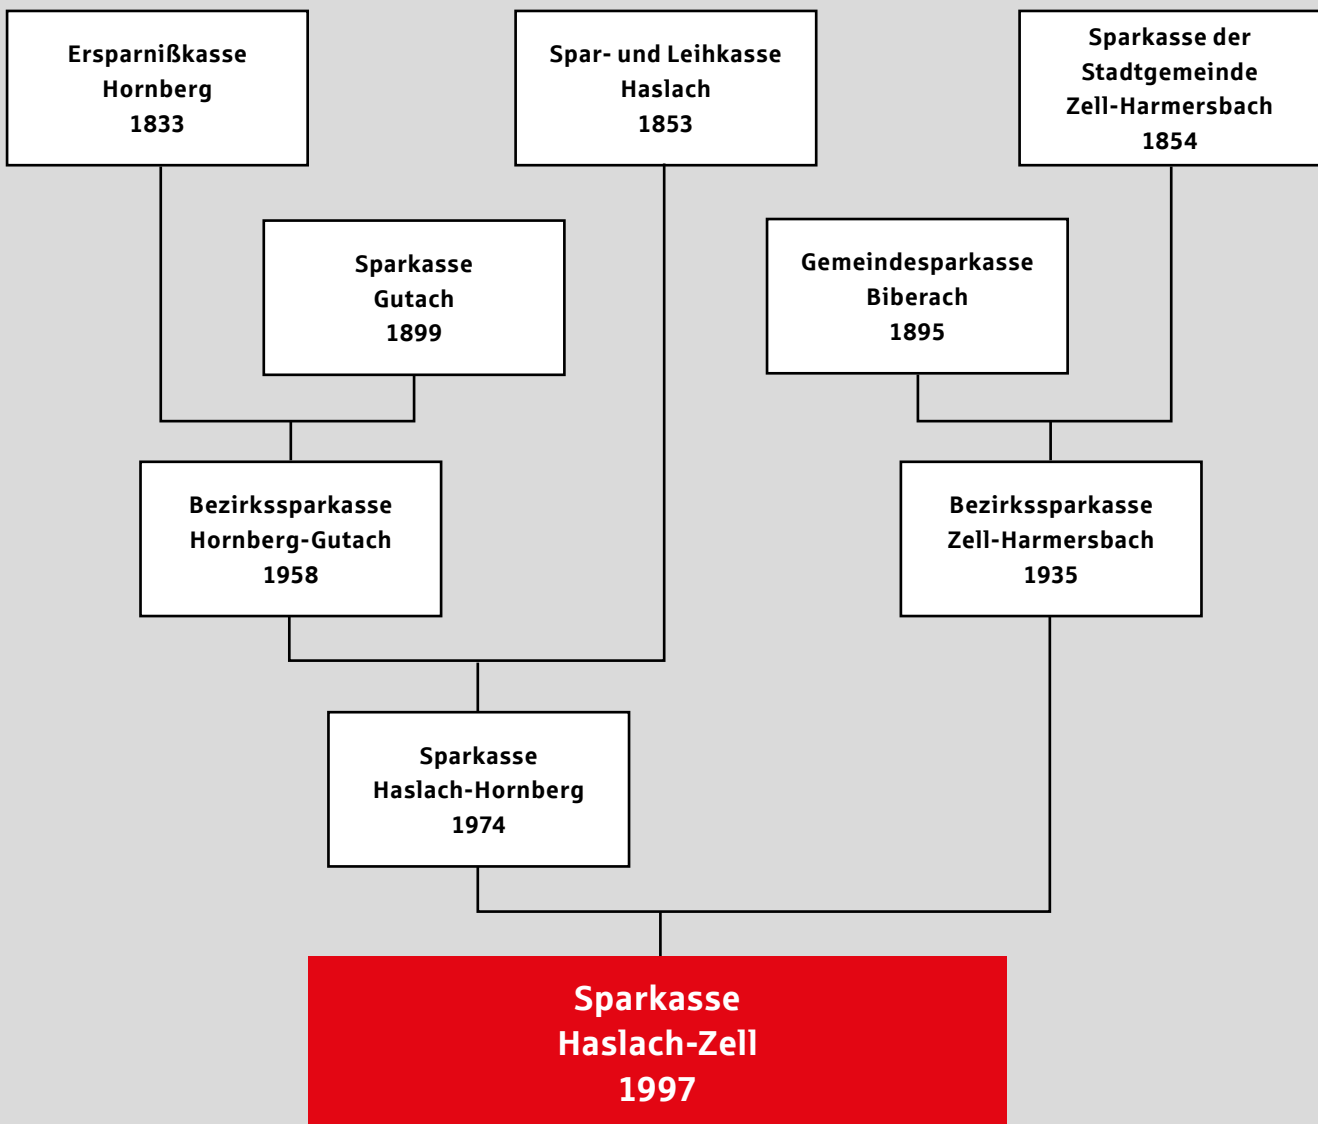 Ersparnißkasse
Hornberg
1833
Spar- und Leihkasse
Haslach
1853
Sparkasse der
Stadtgemeinde
Zell-Harmersbach
1854
Sparkasse
Gutach
1899
Gemeindesparkasse
Biberach
1895
Bezirkssparkasse
Hornberg-Gutach
1958
Bezirkssparkasse
Zell-Harmersbach
1935
Sparkasse
Haslach-Hornberg
1974
Sparkasse
Haslach-Zell
1997